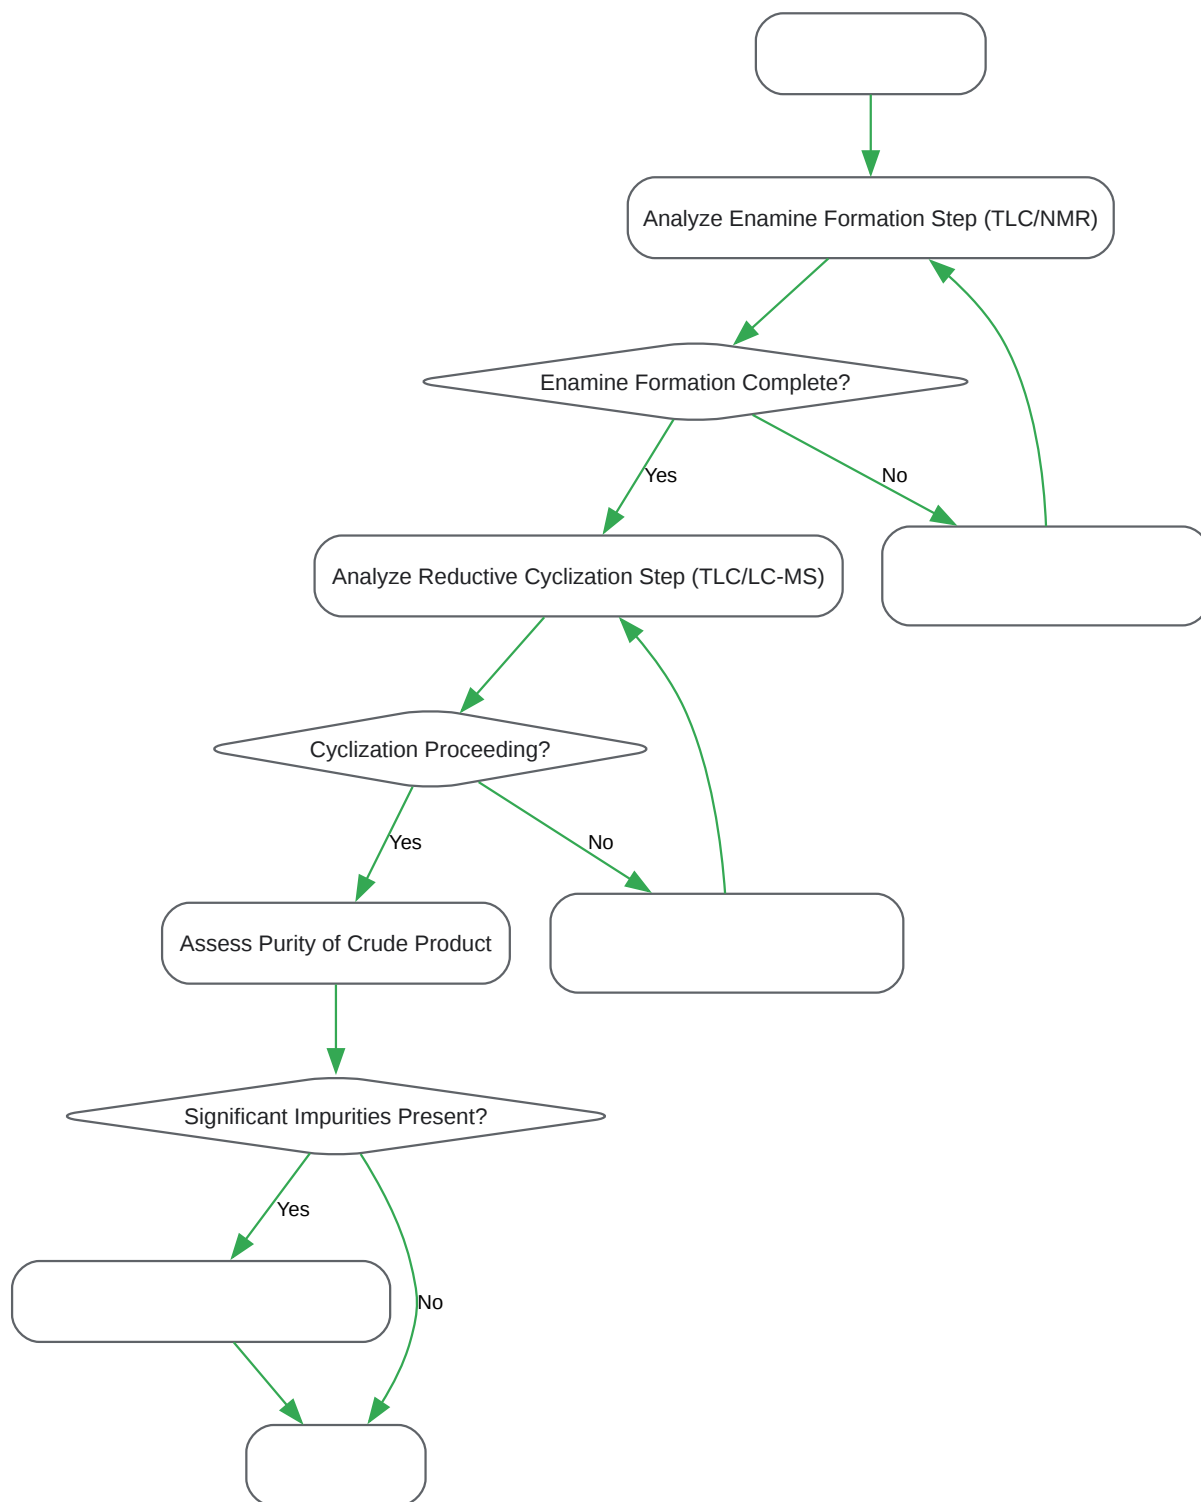 Analyze Enamine Formation Step (TLC/NMR)
Enamine Formation Complete?
Yes
No
Analyze Reductive Cyclization Step (TLC/LC-MS)
Cyclization Proceeding?
Yes
No
Assess Purity of Crude Product
Significant Impurities Present?
Yes
No